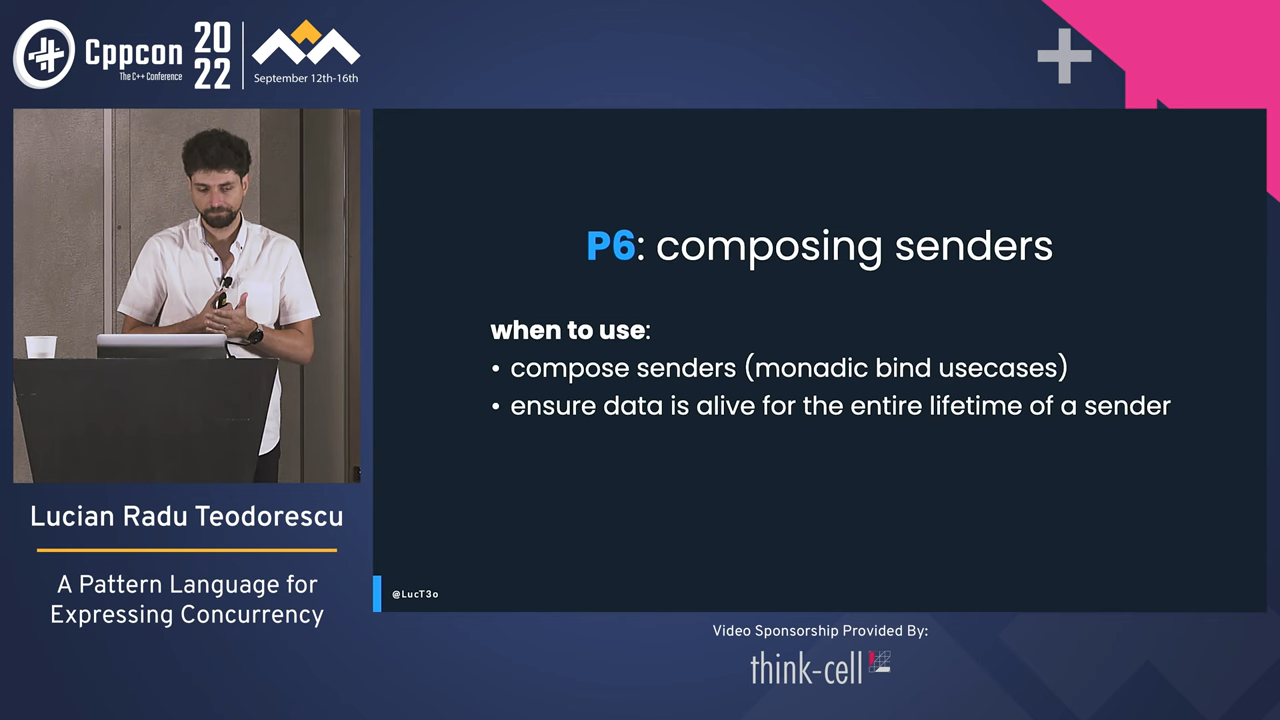 Cppcon
The C++ Conference
20
22
September 12th-16th
P6: composing senders
when to use:
• compose senders (monadic bind usecases)
• ensure data is alive for the entire lifetime of a sender
@LucT3o
Lucian Radu Teodorescu
A Pattern Language for
Expressing Concurrency
Video Sponsorship Provided By:
think-cell